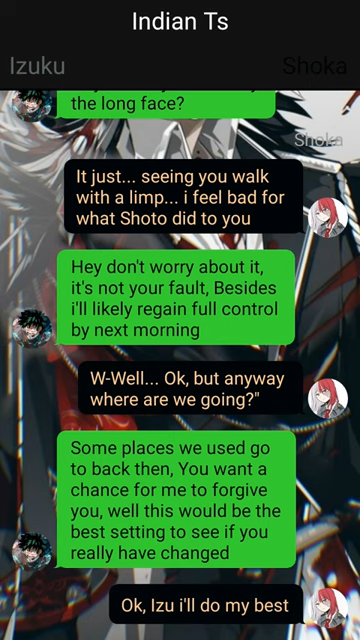 Indian Ts
Izuku
Shoka
the long face?
Shoka
It just... seeing you walk
with a limp... i feel bad for
what Shoto did to you
Hey don't worry about it,
it's not your fault, Besides
i'll likely regain full control
by next morning
W-Well... Ok, but anyway
where are we going?"
Some places we used go
to back then, You want a
chance for me to forgive
you, well this would be the
best setting to see if you
really have changed
Ok, Izu i'll do my best